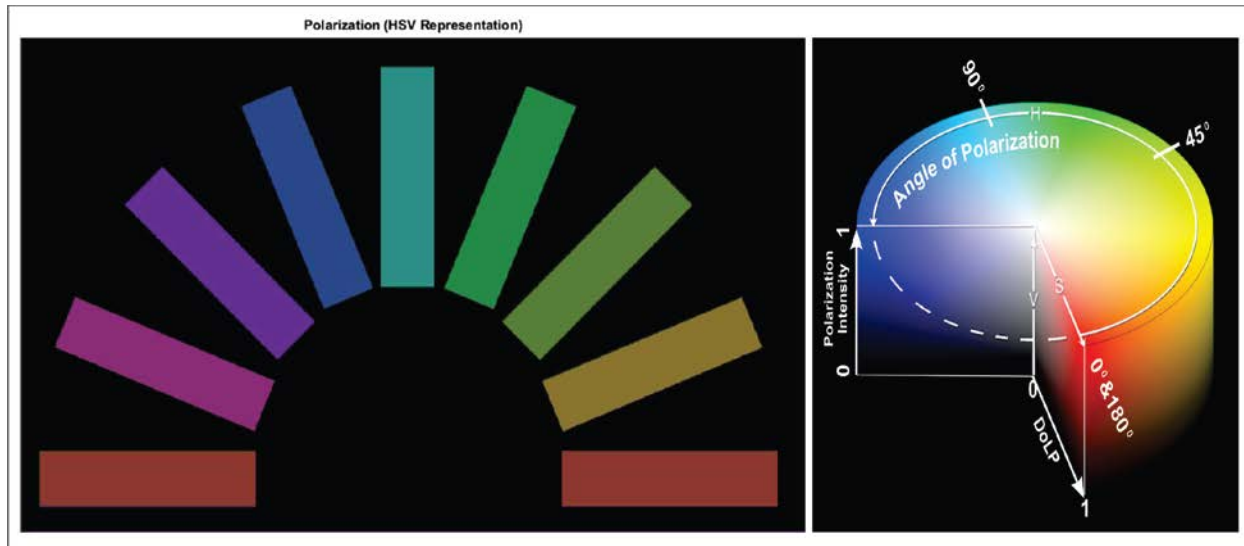 Polarization (HSV Representation)
90°
H
45°
Angle of Polarization
1
Polarization
Intensity
S
V
0
0
0°&180°
DoLP
1